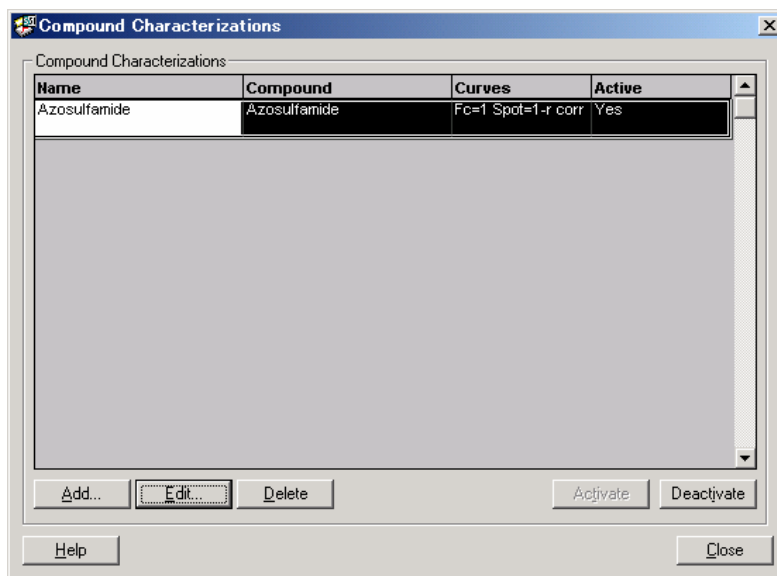 Compound Characterizations
Compound Characterizations
Name Compound Curves Active
Azosulfamide Azosulfamide Fc=1 Spot=1-r corr Yes
Add... Edit... Delete Activate Deactivate
Help Close